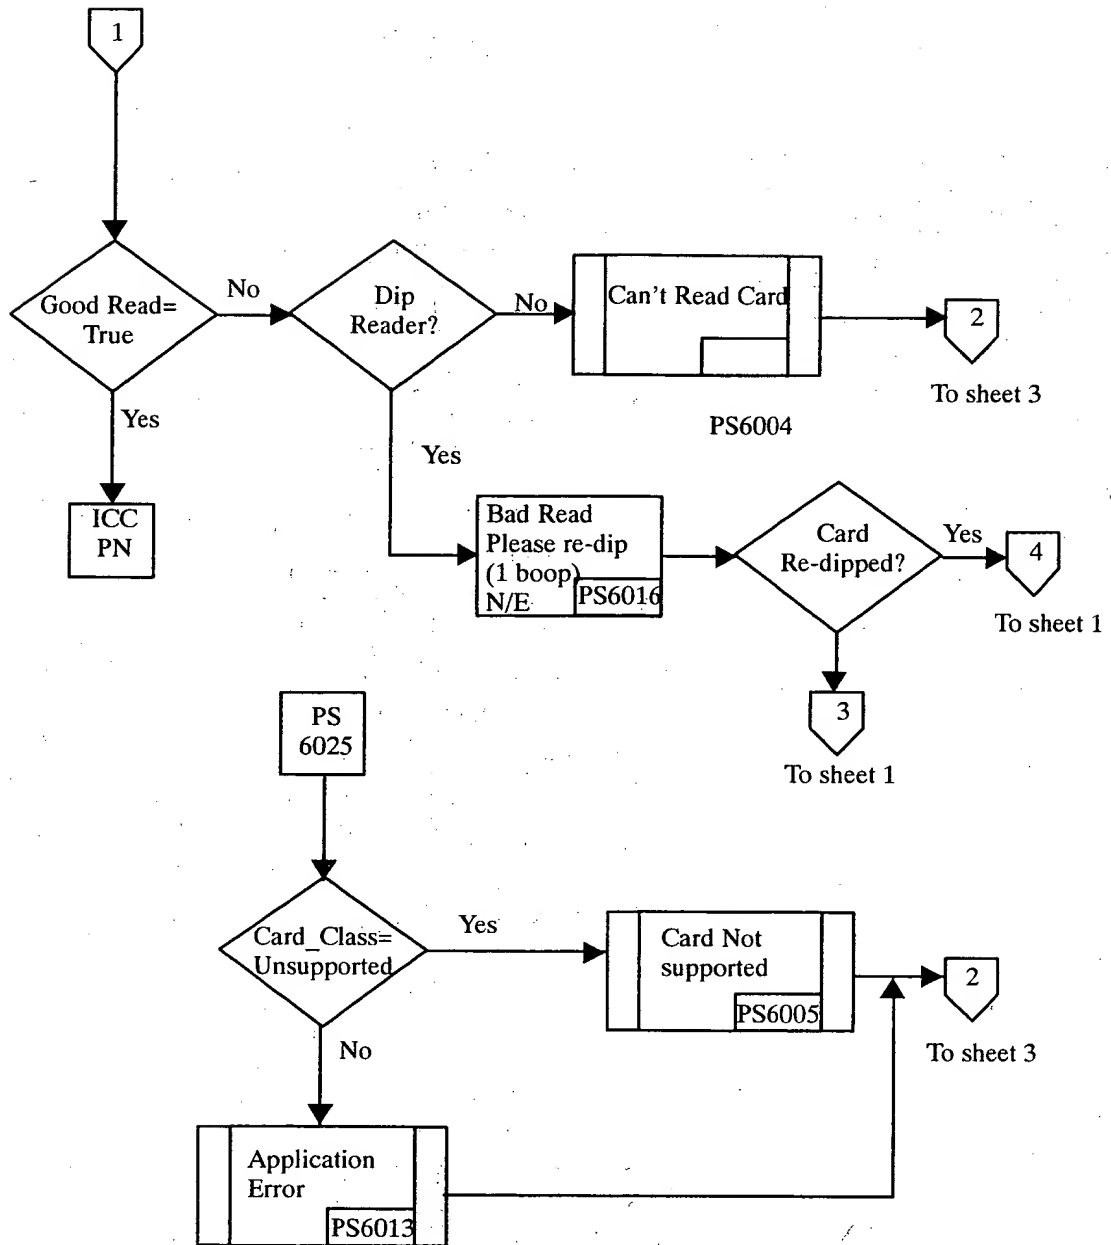 1
Good Read=
True
No
Dip
Reader?
No
Can't Read Card
2
To sheet 3
PS6004
Yes
ICC
PN
Yes
Bad Read
Please re-dip
(1 boop)
N/E
PS6016
Card
Re-dipped?
Yes
4
To sheet 1
3
To sheet 1
PS
6025
Card_Class=
Unsupported
Yes
Card Not
supported
PS6005
2
To sheet 3
No
Application
Error
PS6013